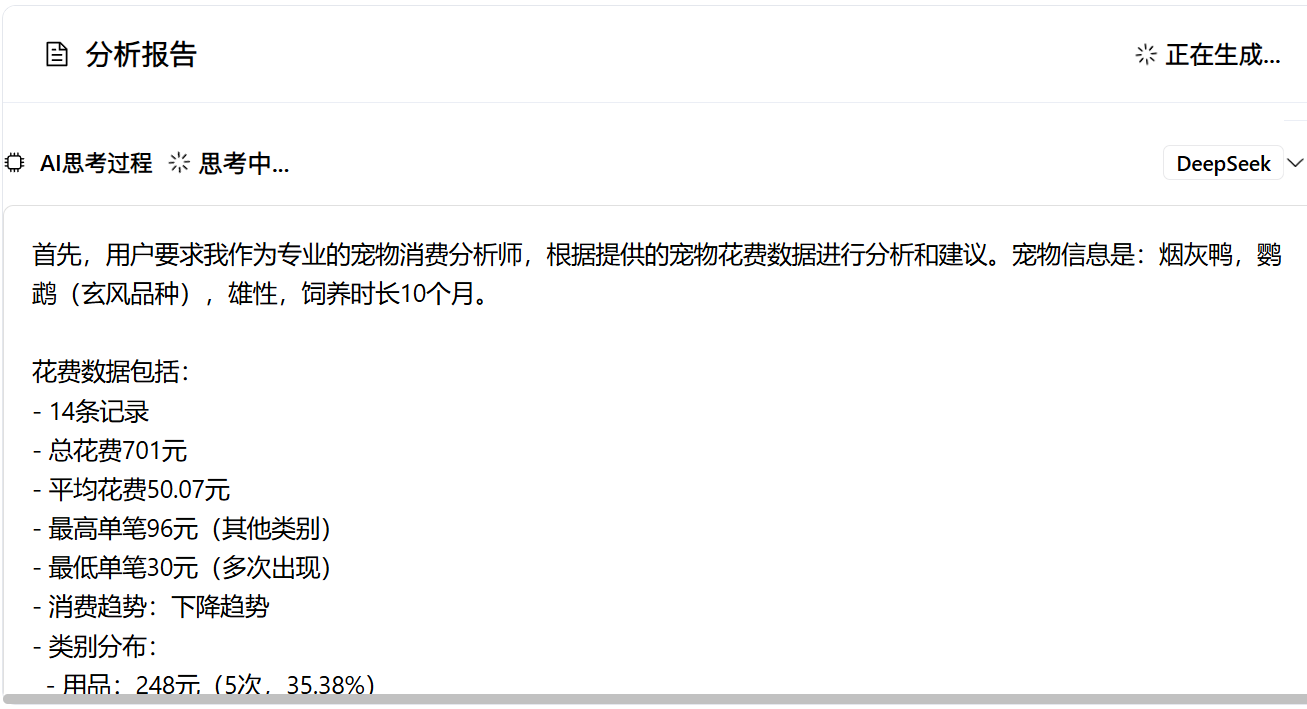 分析报告
正在生成...
AI思考过程 思考中...
DeepSeek
首先，用户要求我作为专业的宠物消费分析师，根据提供的宠物花费数据进行分析和建议。宠物信息是：烟灰鸭，鹦
鹉（玄风品种），雄性，饲养时长10个月。
花费数据包括：
- 14条记录
- 总花费701元
- 平均花费50.07元
- 最高单笔96元（其他类别）
- 最低单笔30元（多次出现）
- 消费趋势：下降趋势
- 类别分布：
- 用品：248元（5次，35.38%）